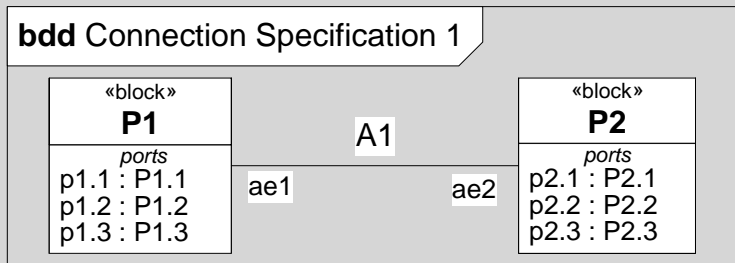 bdd Connection Specification 1
«block»
P1
ports
p1.1 : P1.1
p1.2 : P1.2
p1.3 : P1.3
A1
ae1
ae2
«block»
P2
ports
p2.1 : P2.1
p2.2 : P2.2
p2.3 : P2.3